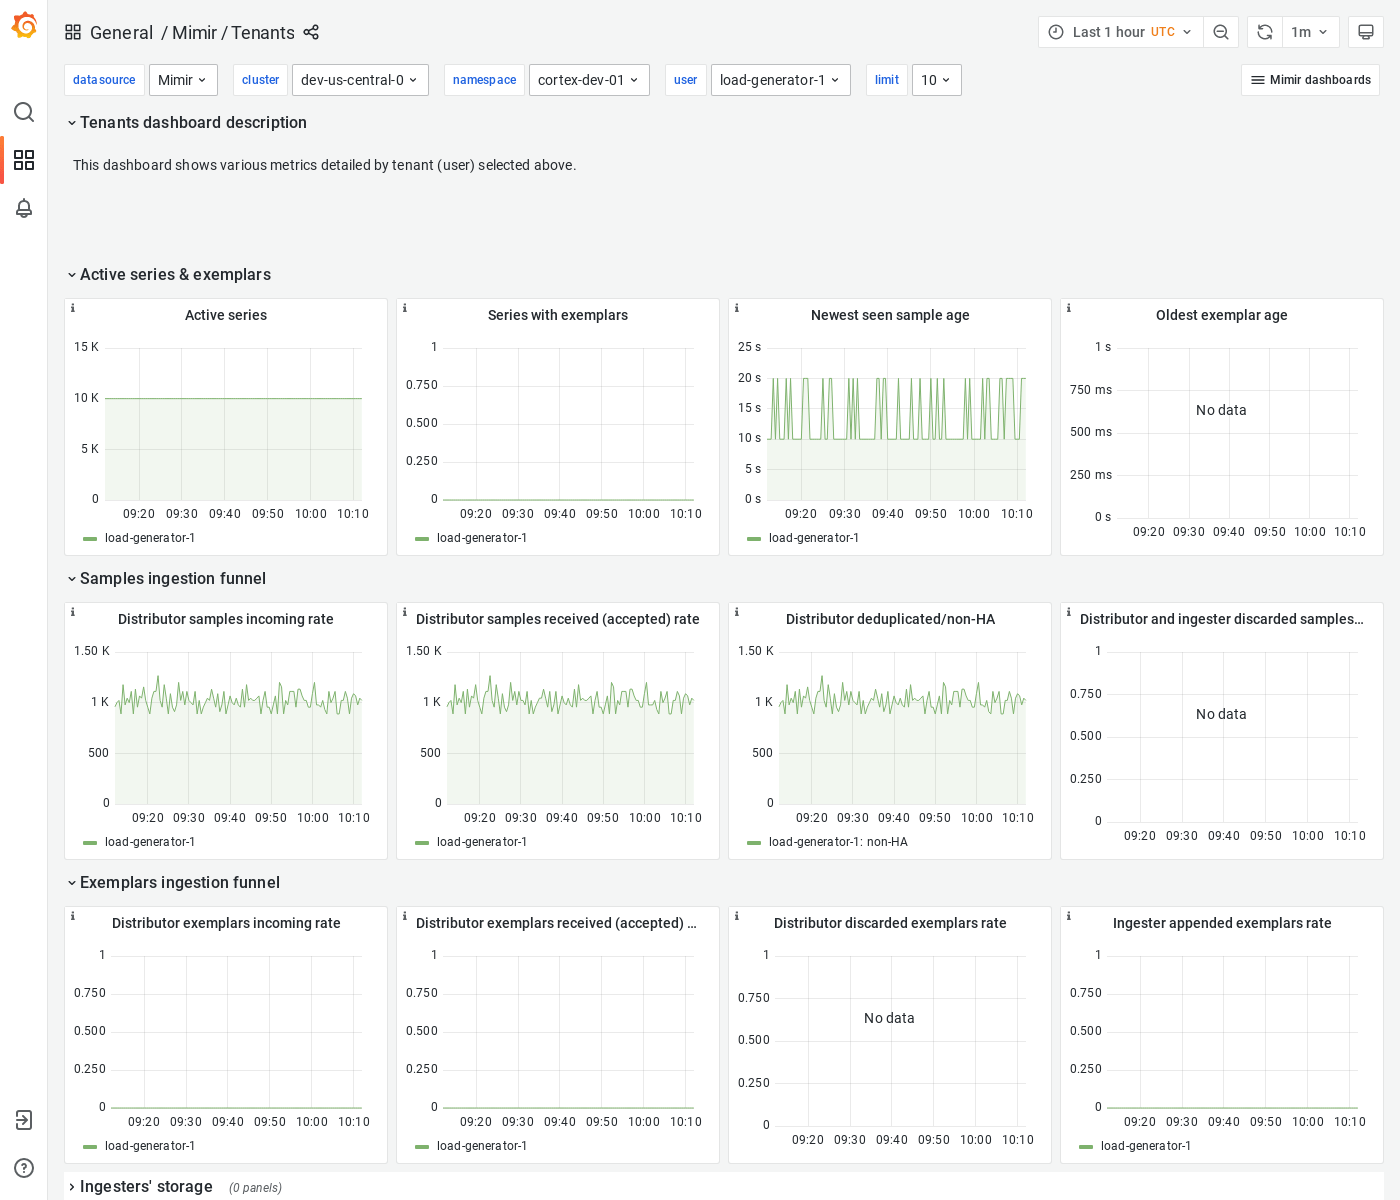 General / Mimir / Tenants
Last 1 hour UTC
1m
datasource Mimir cluster dev-us-central-0 namespace cortex-dev-01 user load-generator-1 limit 10 Mimir dashboards
Tenants dashboard description
This dashboard shows various metrics detailed by tenant (user) selected above.
Active series & exemplars
Active series
15 K
10 K
5 K
0
09:20 09:30 09:40 09:50 10:00 10:10
load-generator-1
Series with exemplars
1
0.750
0.500
0.250
0
09:20 09:30 09:40 09:50 10:00 10:10
load-generator-1
Newest seen sample age
25 s
20 s
15 s
10 s
5 s
0 s
09:20 09:30 09:40 09:50 10:00 10:10
load-generator-1
Oldest exemplar age
1 s
750 ms
500 ms
250 ms
0 s
No data
09:20 09:30 09:40 09:50 10:00 10:10
Samples ingestion funnel
Distributor samples incoming rate
1.50 K
1 K
500
0
09:20 09:30 09:40 09:50 10:00 10:10
load-generator-1
Distributor samples received (accepted) rate
1.50 K
1 K
500
0
09:20 09:30 09:40 09:50 10:00 10:10
load-generator-1
Distributor deduplicated/non-HA
1.50 K
1 K
500
0
09:20 09:30 09:40 09:50 10:00 10:10
load-generator-1: non-HA
Distributor and ingester discarded samples...
1
0.750
0.500
0.250
0
No data
09:20 09:30 09:40 09:50 10:00 10:10
Exemplars ingestion funnel
Distributor exemplars incoming rate
1
0.750
0.500
0.250
0
09:20 09:30 09:40 09:50 10:00 10:10
load-generator-1
Distributor exemplars received (accepted) ...
1
0.750
0.500
0.250
0
09:20 09:30 09:40 09:50 10:00 10:10
load-generator-1
Distributor discarded exemplars rate
1
0.750
0.500
0.250
0
No data
09:20 09:30 09:40 09:50 10:00 10:10
Ingester appended exemplars rate
1
0.750
0.500
0.250
0
09:20 09:30 09:40 09:50 10:00 10:10
load-generator-1
Ingesters' storage (0 panels)